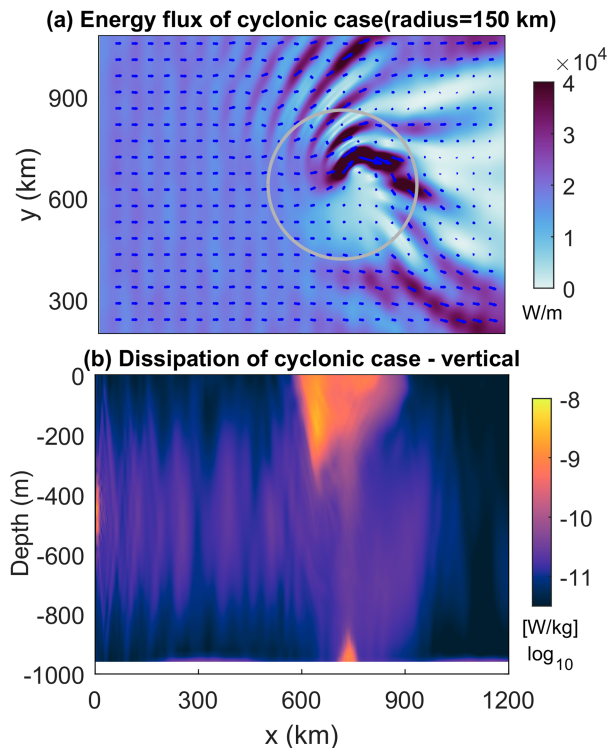 (a) Energy flux of cyclonic case(radius=150 km)
×10⁴
4
3
2
1
0
W/m
900
600
300
y (km)
(b) Dissipation of cyclonic case - vertical
0
-200
-400
-600
-800
-1000
Depth (m)
-8
-9
-10
-11
[W/kg]
log₁₀
0 300 600 900 1200
x (km)